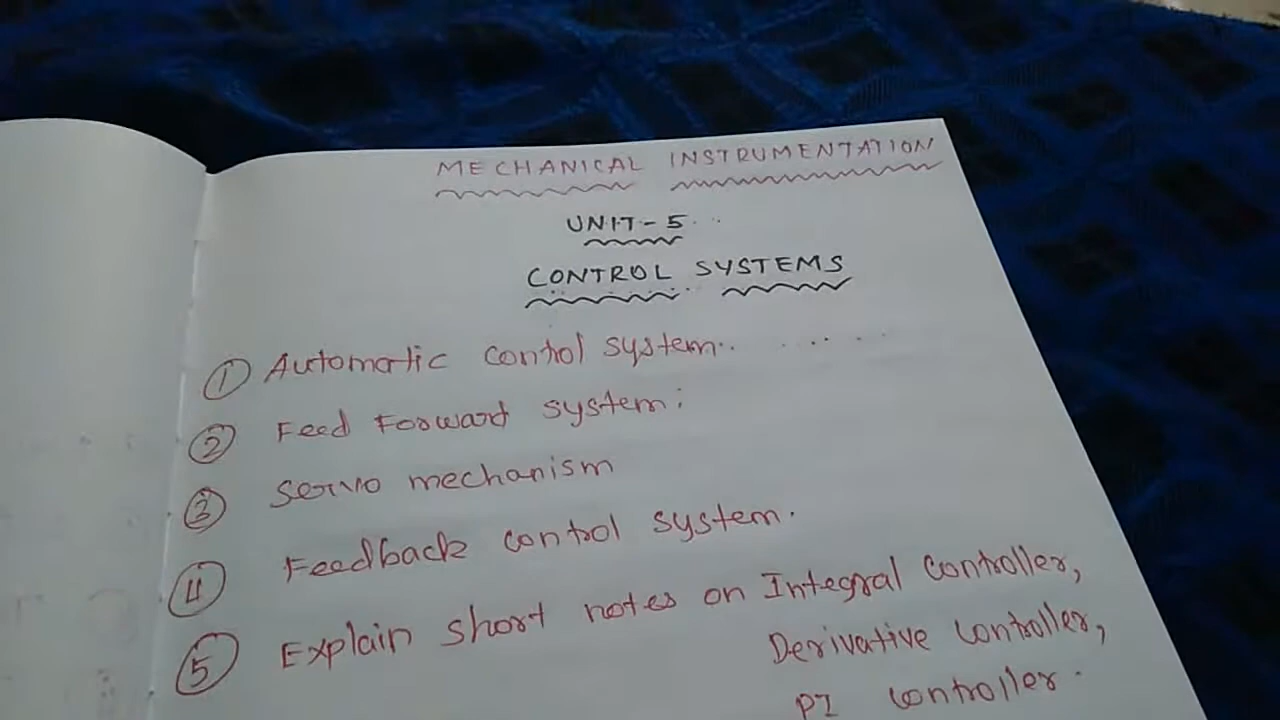 MECHANICAL INSTRUMENTATION
UNIT-5
CONTROL SYSTEMS
① Automatic control system.
② Feed Forward system:
③ Servo mechanism
④ Feedback control system.
⑤ Explain short notes on Integral controller,
Derivative controller,
PI controller.